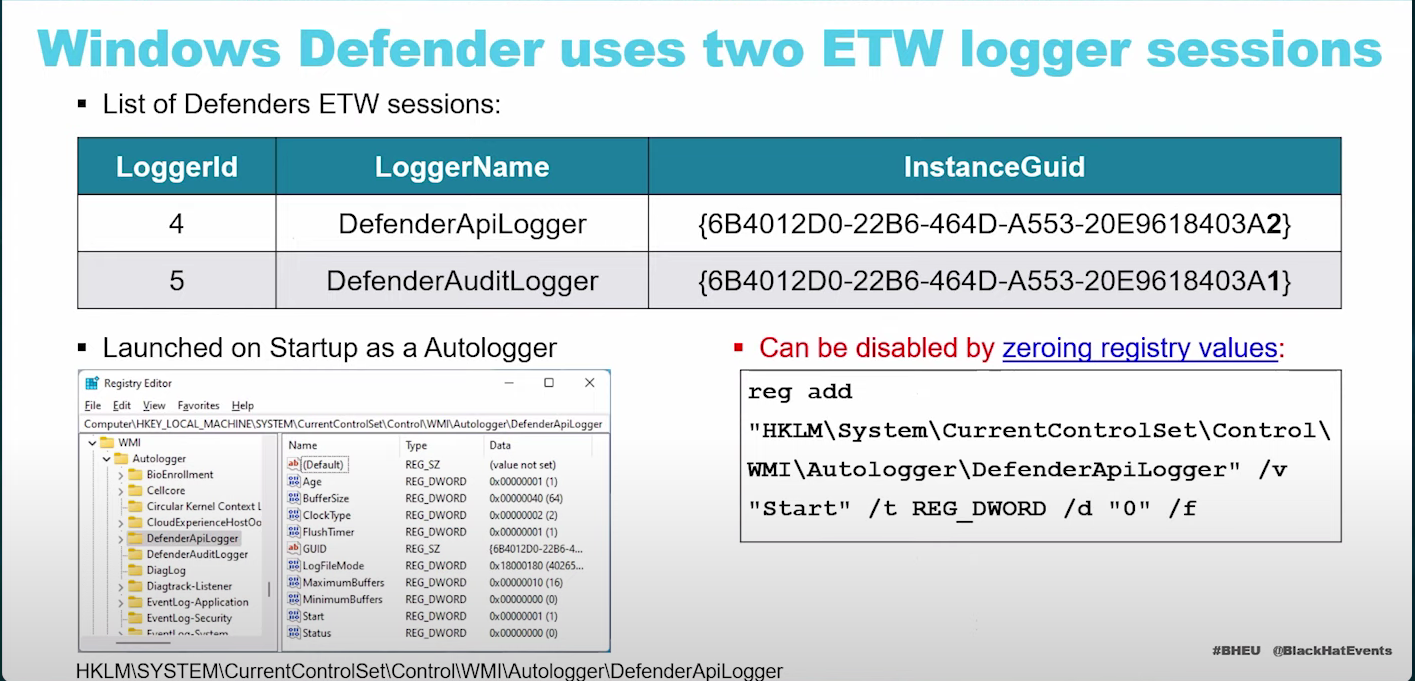 Windows Defender uses two ETW logger sessions
▪ List of Defenders ETW sessions:
LoggerId LoggerName InstanceGuid
4 DefenderApiLogger {6B4012D0-22B6-464D-A553-20E9618403A2}
5 DefenderAuditLogger {6B4012D0-22B6-464D-A553-20E9618403A1}
▪ Launched on Startup as a Autologger
Registry Editor
File Edit View Favorites Help
Computer\HKEY_LOCAL_MACHINE\SYSTEM\CurrentControlSet\Control\WMI\Autologger\DefenderApiLogger
WMI
Autologger
BioEnrollment
Cellcore
Circular Kernel Context L
CloudExperienceHostOo
DefenderApiLogger
DefenderAuditLogger
DiagLog
Diagtrack-Listener
EventLog-Application
EventLog-Security
EventLog-System
Name Type Data
(Default) REG_SZ (value not set)
Age REG_DWORD 0x00000001 (1)
BufferSize REG_DWORD 0x00000040 (64)
ClockType REG_DWORD 0x00000002 (2)
FlushTimer REG_DWORD 0x00000001 (1)
GUID REG_SZ {6B4012D0-22B6-4...
LogFileMode REG_DWORD 0x18000180 (40265...
MaximumBuffers REG_DWORD 0x00000010 (16)
MinimumBuffers REG_DWORD 0x00000000 (0)
Start REG_DWORD 0x00000001 (1)
Status REG_DWORD 0x00000000 (0)
HKLM\SYSTEM\CurrentControlSet\Control\WMI\Autologger\DefenderApiLogger
▪ Can be disabled by zeroing registry values:
reg add
"HKLM\System\CurrentControlSet\Control\
WMI\Autologger\DefenderApiLogger" /v
"Start" /t REG_DWORD /d "0" /f
#BHEU @BlackHatEvents